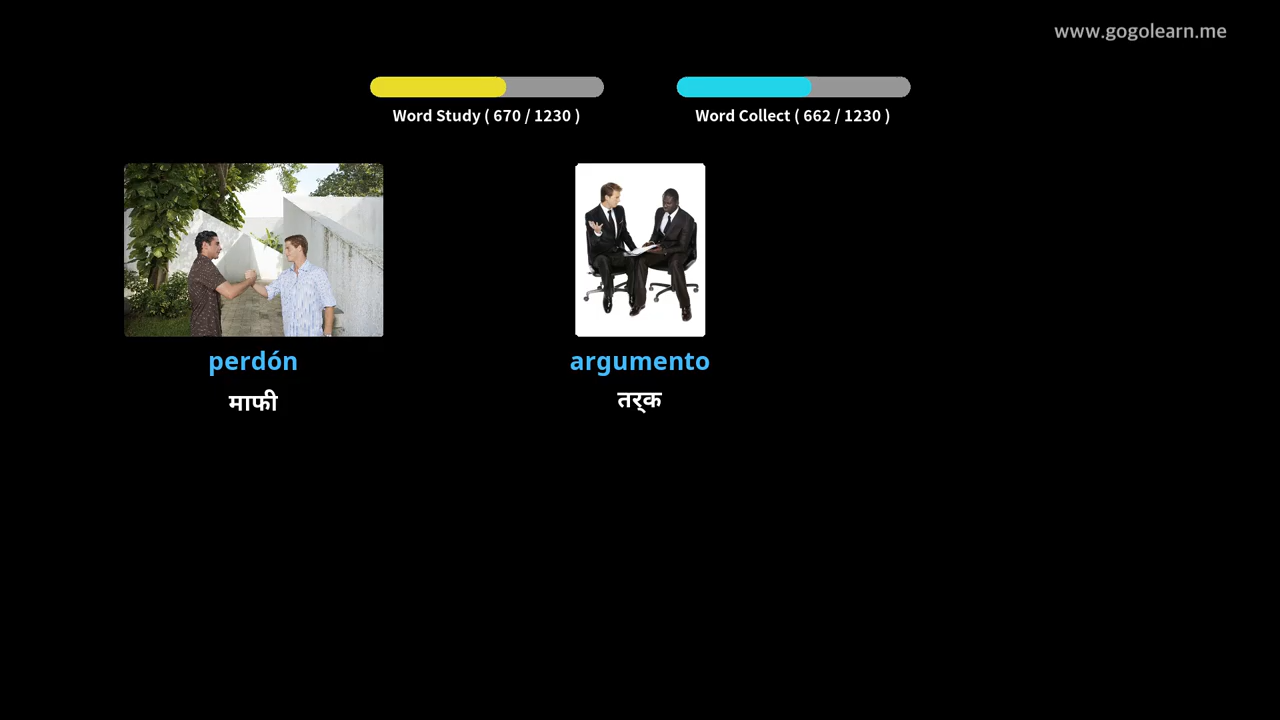 www.gogolearn.me
Word Study ( 670 / 1230 )
Word Collect ( 662 / 1230 )
perdón
argumento
माफी
तर्क